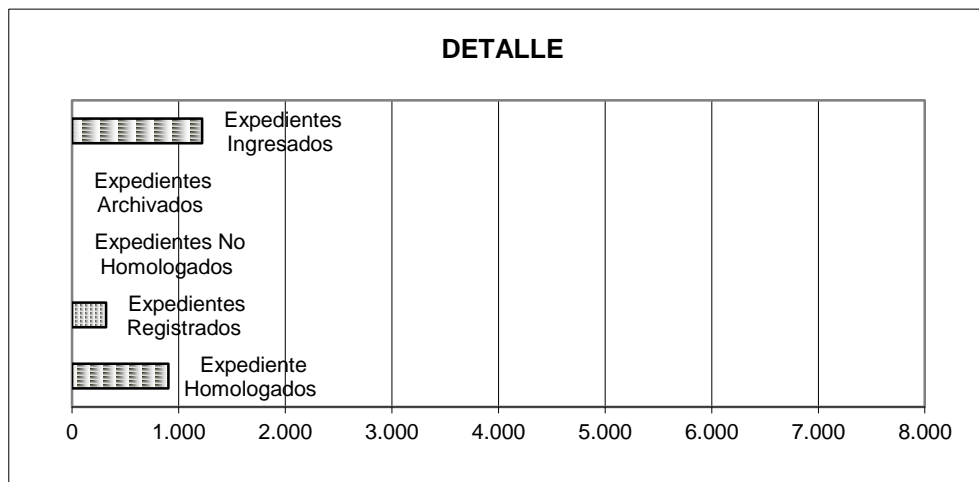 DETALLE
Expedientes
Ingresados
Expedientes
Archivados
Expedientes No
Homologados
Expedientes
Registrados
Expediente
Homologados
0 1.000 2.000 3.000 4.000 5.000 6.000 7.000 8.000